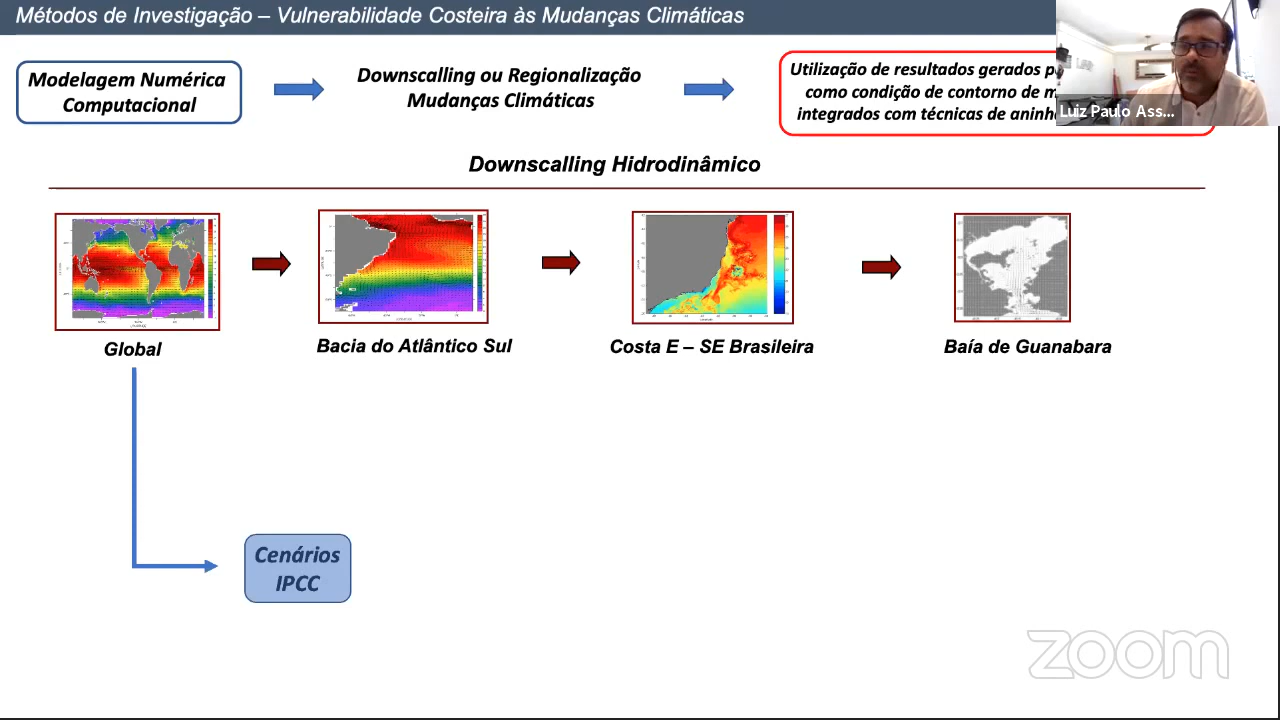 Métodos de Investigação – Vulnerabilidade Costeira às Mudanças Climáticas
Modelagem Numérica
Computacional
Downscalling ou Regionalização
Mudanças Climáticas
Utilização de resultados gerados
como condição de contorno de
integrados com técnicas de
Luiz Paulo Ass...
Downscalling Hidrodinâmico
Global
Bacia do Atlântico Sul
Costa E – SE Brasileira
Baía de Guanabara
Cenários
IPCC
zoom